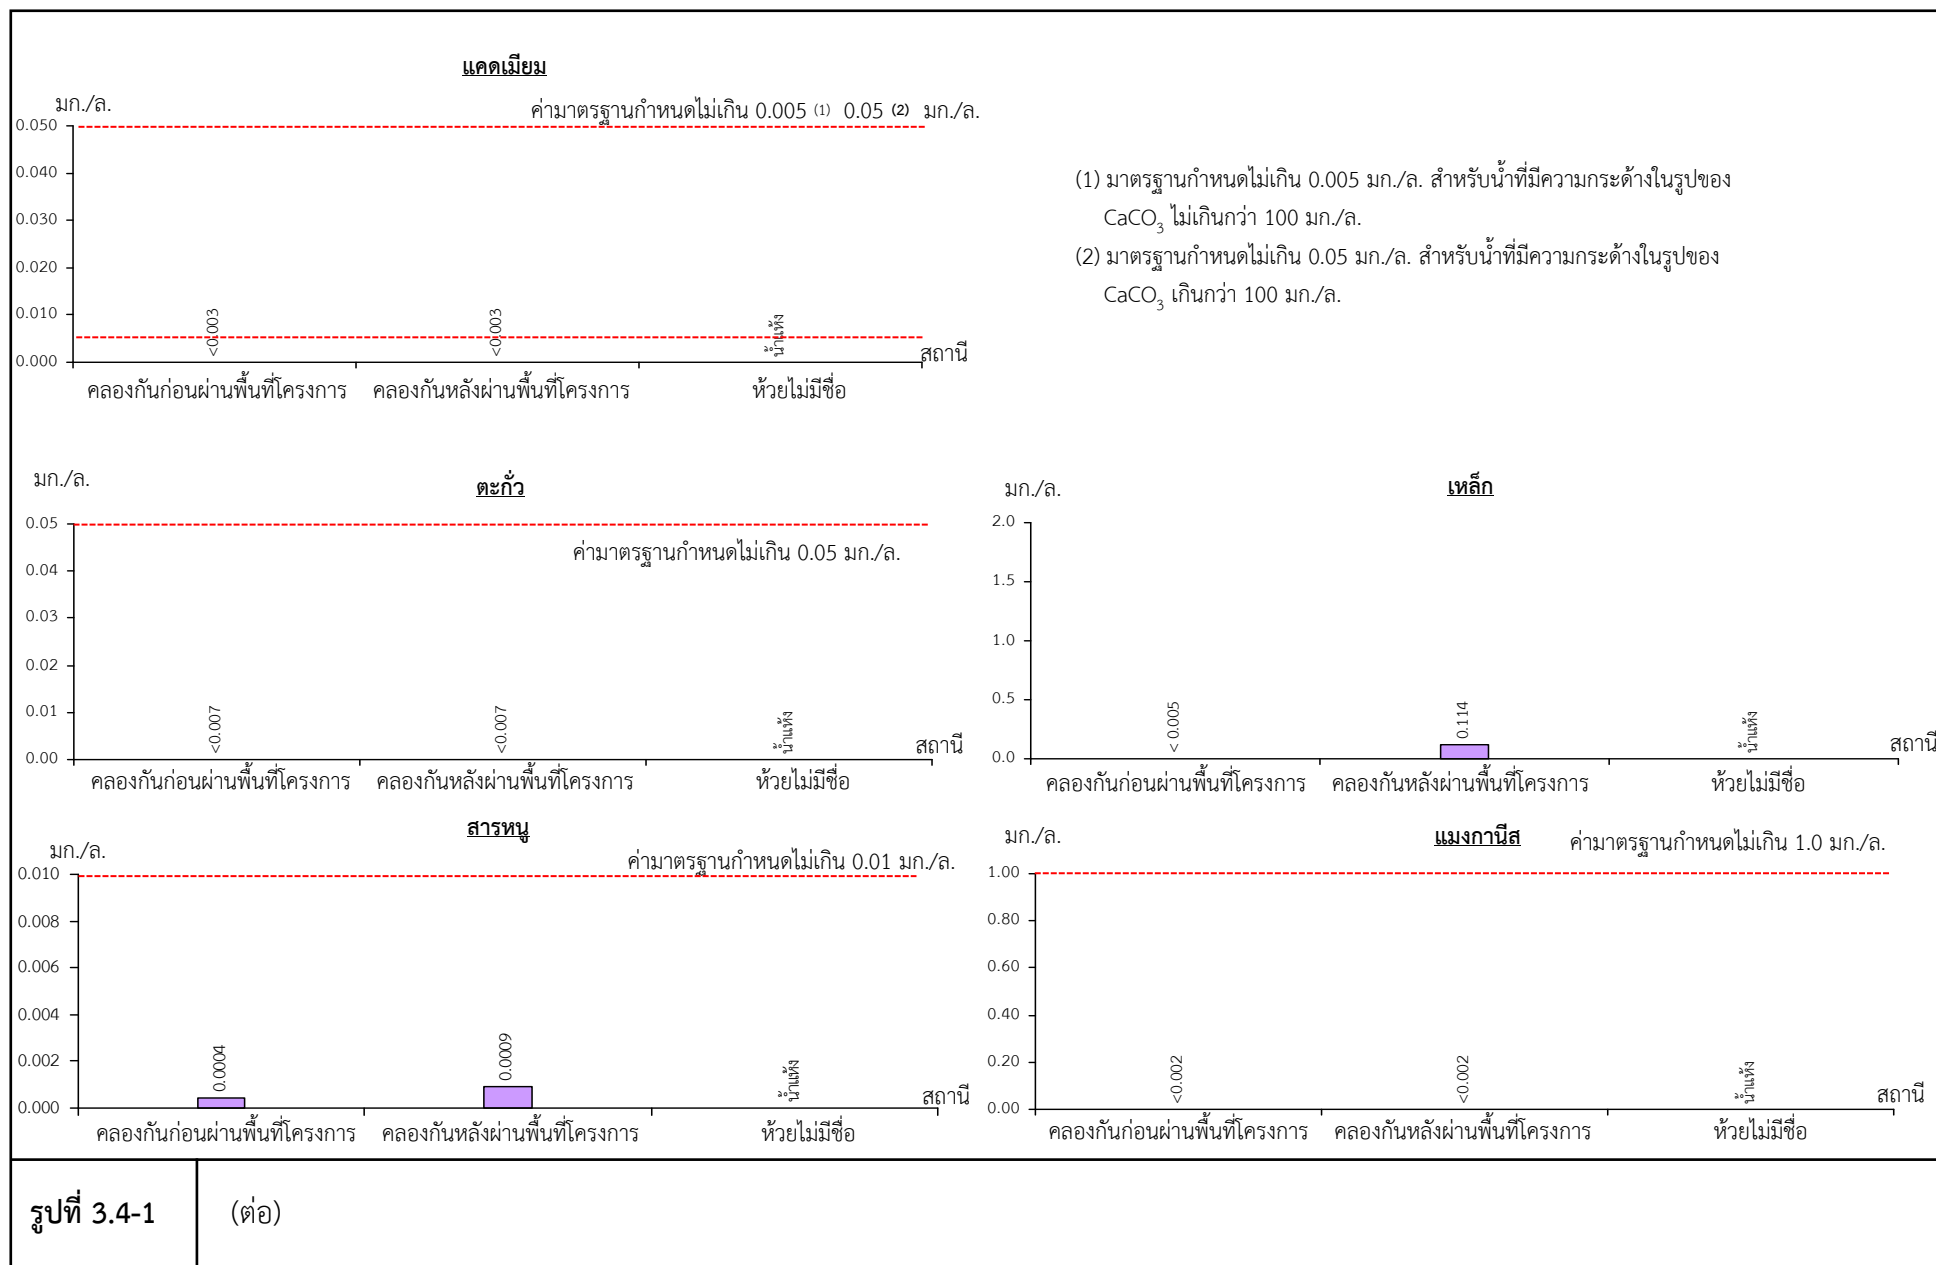 แคดเมียม
มก./ล.
ค่ามาตรฐานกำหนดไม่เกิน 0.005 (1) 0.05 (2) มก./ล.
0.050
0.040
0.030
0.020
0.010
0.000
<0.003
<0.003
น้ำแห้ง
สถานี
คลองกันก่อนผ่านพื้นที่โครงการ
คลองกันหลังผ่านพื้นที่โครงการ
ห้วยไม่มีชื่อ
(1) มาตรฐานกำหนดไม่เกิน 0.005 มก./ล. สำหรับน้ำที่มีความกระด้างในรูปของ
CaCO₃ ไม่เกินกว่า 100 มก./ล.
(2) มาตรฐานกำหนดไม่เกิน 0.05 มก./ล. สำหรับน้ำที่มีความกระด้างในรูปของ
CaCO₃ เกินกว่า 100 มก./ล.
มก./ล.
ตะกั่ว
0.05
ค่ามาตรฐานกำหนดไม่เกิน 0.05 มก./ล.
0.04
0.03
0.02
0.01
0.00
<0.007
<0.007
น้ำแห้ง
สถานี
คลองกันก่อนผ่านพื้นที่โครงการ
คลองกันหลังผ่านพื้นที่โครงการ
ห้วยไม่มีชื่อ
มก./ล.
เหล็ก
2.0
1.5
1.0
0.5
0.0
< 0.005
0.114
น้ำแห้ง
สถานี
คลองกันก่อนผ่านพื้นที่โครงการ
คลองกันหลังผ่านพื้นที่โครงการ
ห้วยไม่มีชื่อ
สารหนู
มก./ล.
ค่ามาตรฐานกำหนดไม่เกิน 0.01 มก./ล.
0.010
0.008
0.006
0.004
0.002
0.000
0.0004
0.0009
น้ำแห้ง
สถานี
คลองกันก่อนผ่านพื้นที่โครงการ
คลองกันหลังผ่านพื้นที่โครงการ
ห้วยไม่มีชื่อ
มก./ล.
แมงกานีส
ค่ามาตรฐานกำหนดไม่เกิน 1.0 มก./ล.
1.00
0.80
0.60
0.40
0.20
0.00
<0.002
<0.002
น้ำแห้ง
สถานี
คลองกันก่อนผ่านพื้นที่โครงการ
คลองกันหลังผ่านพื้นที่โครงการ
ห้วยไม่มีชื่อ
รูปที่ 3.4-1
(ต่อ)